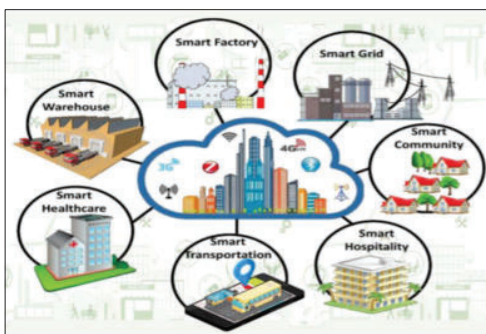 Smart Factory
Smart Grid
Smart
Warehouse
Smart
Community
3G
4G
Smart
Healthcare
Smart
Transportation
Smart
Hospitality